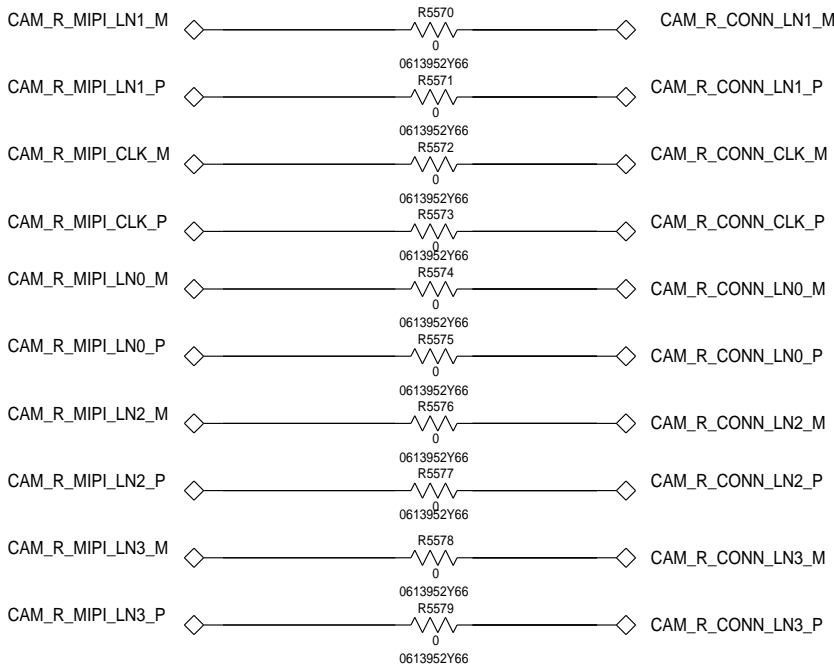 CAM_R_MIPI_LN1_M R5570 CAM_R_CONN_LN1_M
0
0613952Y66
CAM_R_MIPI_LN1_P R5571 CAM_R_CONN_LN1_P
0
0613952Y66
CAM_R_MIPI_CLK_M R5572 CAM_R_CONN_CLK_M
0
0613952Y66
CAM_R_MIPI_CLK_P R5573 CAM_R_CONN_CLK_P
0
0613952Y66
CAM_R_MIPI_LN0_M R5574 CAM_R_CONN_LN0_M
0
0613952Y66
CAM_R_MIPI_LN0_P R5575 CAM_R_CONN_LN0_P
0
0613952Y66
CAM_R_MIPI_LN2_M R5576 CAM_R_CONN_LN2_M
0
0613952Y66
CAM_R_MIPI_LN2_P R5577 CAM_R_CONN_LN2_P
0
0613952Y66
CAM_R_MIPI_LN3_M R5578 CAM_R_CONN_LN3_M
0
0613952Y66
CAM_R_MIPI_LN3_P R5579 CAM_R_CONN_LN3_P
0
0613952Y66